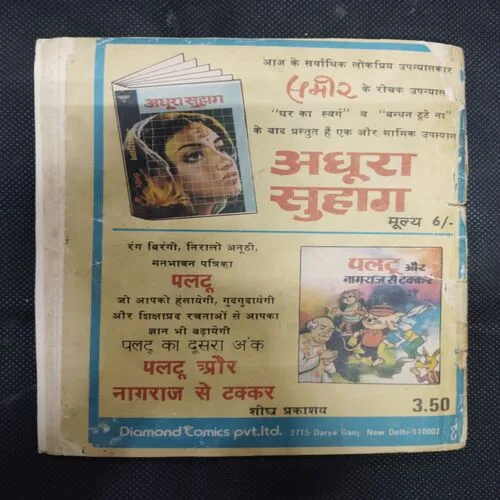 आज के सर्वाधिक लोकप्रिय उपन्यासकार
समीर के रोचक उपन्यास
"घर का स्वर्ग" व "बन्धन टूटे ना"
के बाद प्रस्तुत है एक और मार्मिक उपन्यास
अधूरा सुहाग
अधूरा
सुहाग
मूल्य 6/-
रंग बिरंगी, निराली अनूठी,
मनभावन पत्रिका
पलटू
जो आपको हंसायेगी, गुदगुदायेगी
और शिक्षाप्रद रचनाओं से आपका
ज्ञान भी बढ़ायेगी
पलटू का दूसरा अंक
पलटू और
नागराज से टक्कर
शीघ्र प्रकाश्य
पलटू और
नागराज से टक्कर
3.50
Diamond Comics pvt.ltd. 2715 Darya Ganj, New Delhi-110002